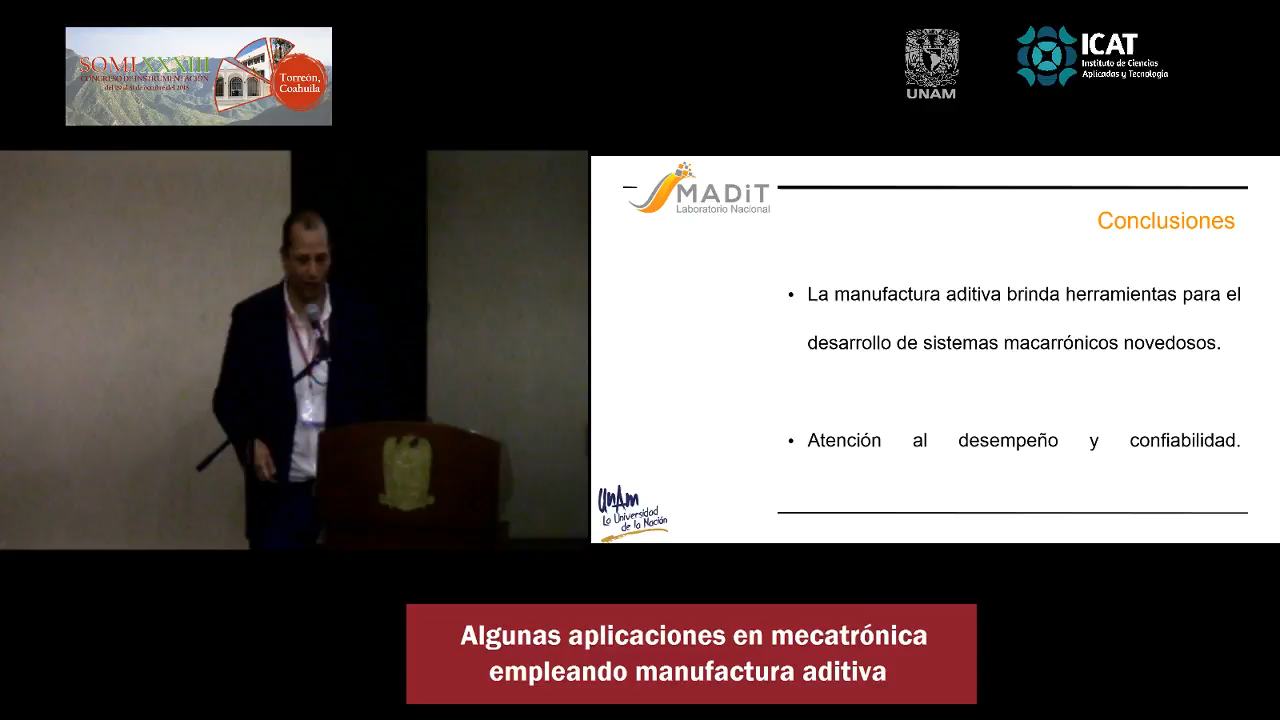 SOMI XXXIII
CONGRESO DE INSTRUMENTACIÓN
Torreón,
Coahuila
UNAM
ICAT
Instituto de Ciencias
Aplicadas y Tecnología
MADiT
Laboratorio Nacional
Conclusiones
• La manufactura aditiva brinda herramientas para el
desarrollo de sistemas macarrónicos novedosos.
• Atención al desempeño y confiabilidad.
UNAM
La Universidad
de la Nación
Algunas aplicaciones en mecatrónica
empleando manufactura aditiva